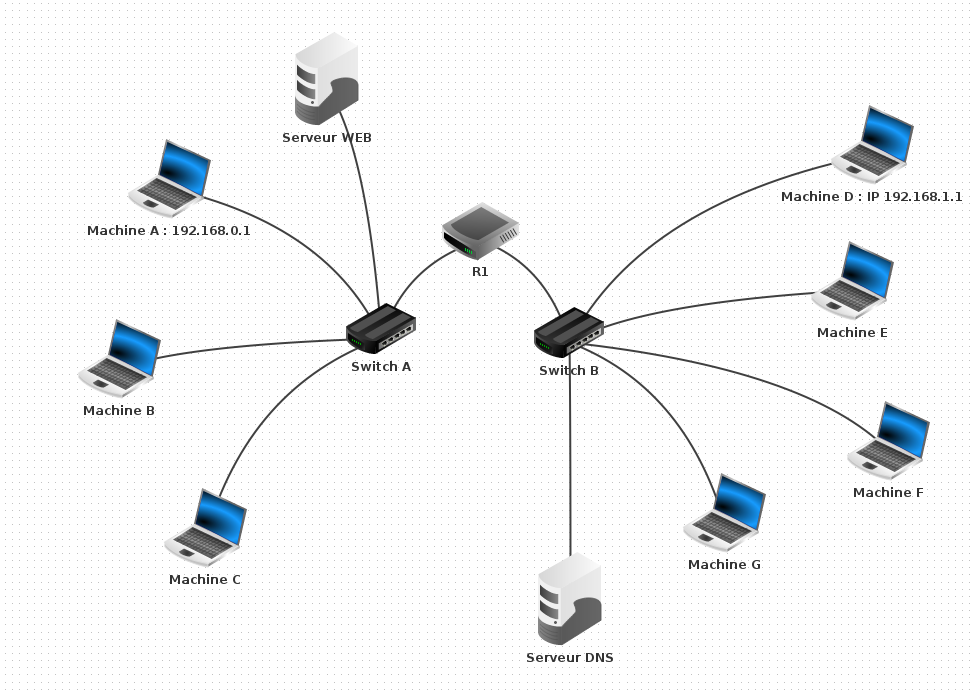 Serveur WEB
Machine D : IP 192.168.1.1
Machine A : 192.168.0.1
R1
Machine E
Switch A
Switch B
Machine B
Machine F
Machine G
Machine C
Serveur DNS